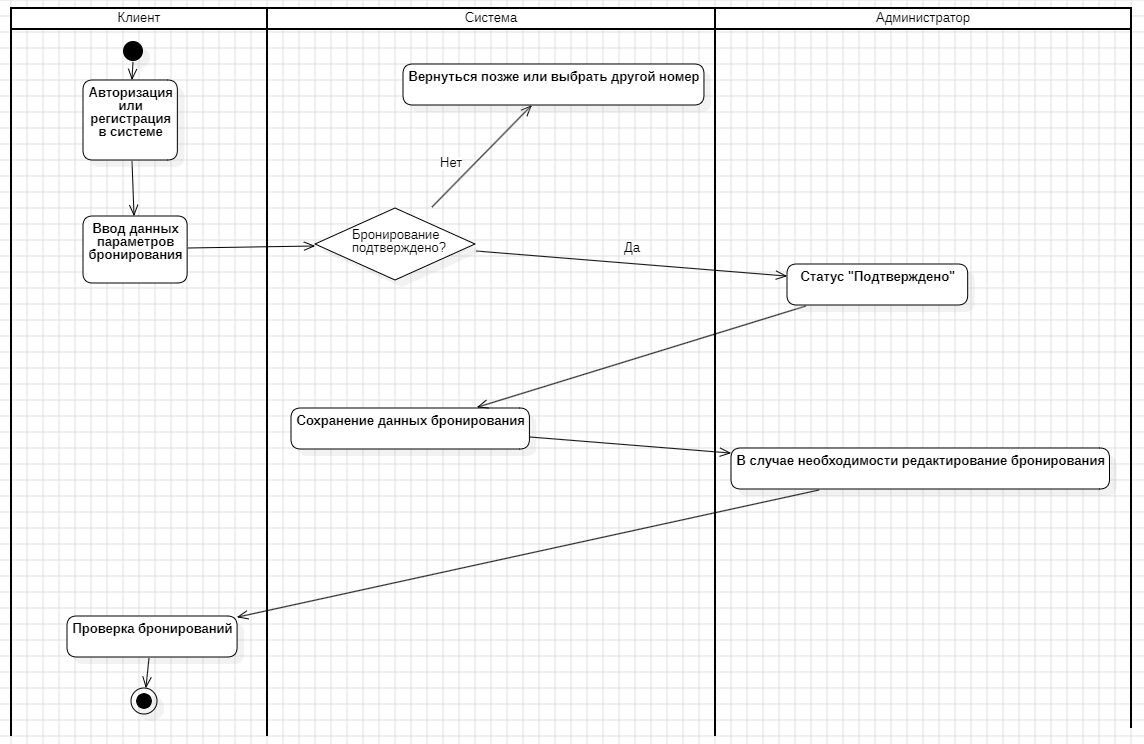 Клиент
Система
Администратор
Авторизация
или
регистрация
в системе
Вернуться позже или выбрать другой номер
Нет
Ввод данных
параметров
бронирования
Бронирование
подтверждено?
Да
Статус "Подтверждено"
Сохранение данных бронирования
В случае необходимости редактирование бронирования
Проверка бронирований